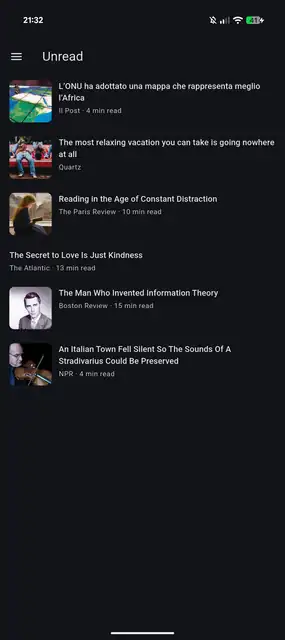 21:32
41
Unread
L'ONU ha adottato una mappa che rappresenta meglio
l'Africa
Il Post · 4 min read
The most relaxing vacation you can take is going nowhere
at all
Quartz
Reading in the Age of Constant Distraction
The Paris Review · 10 min read
The Secret to Love Is Just Kindness
The Atlantic · 13 min read
The Man Who Invented Information Theory
Boston Review · 15 min read
An Italian Town Fell Silent So The Sounds Of A
Stradivarius Could Be Preserved
NPR · 4 min read